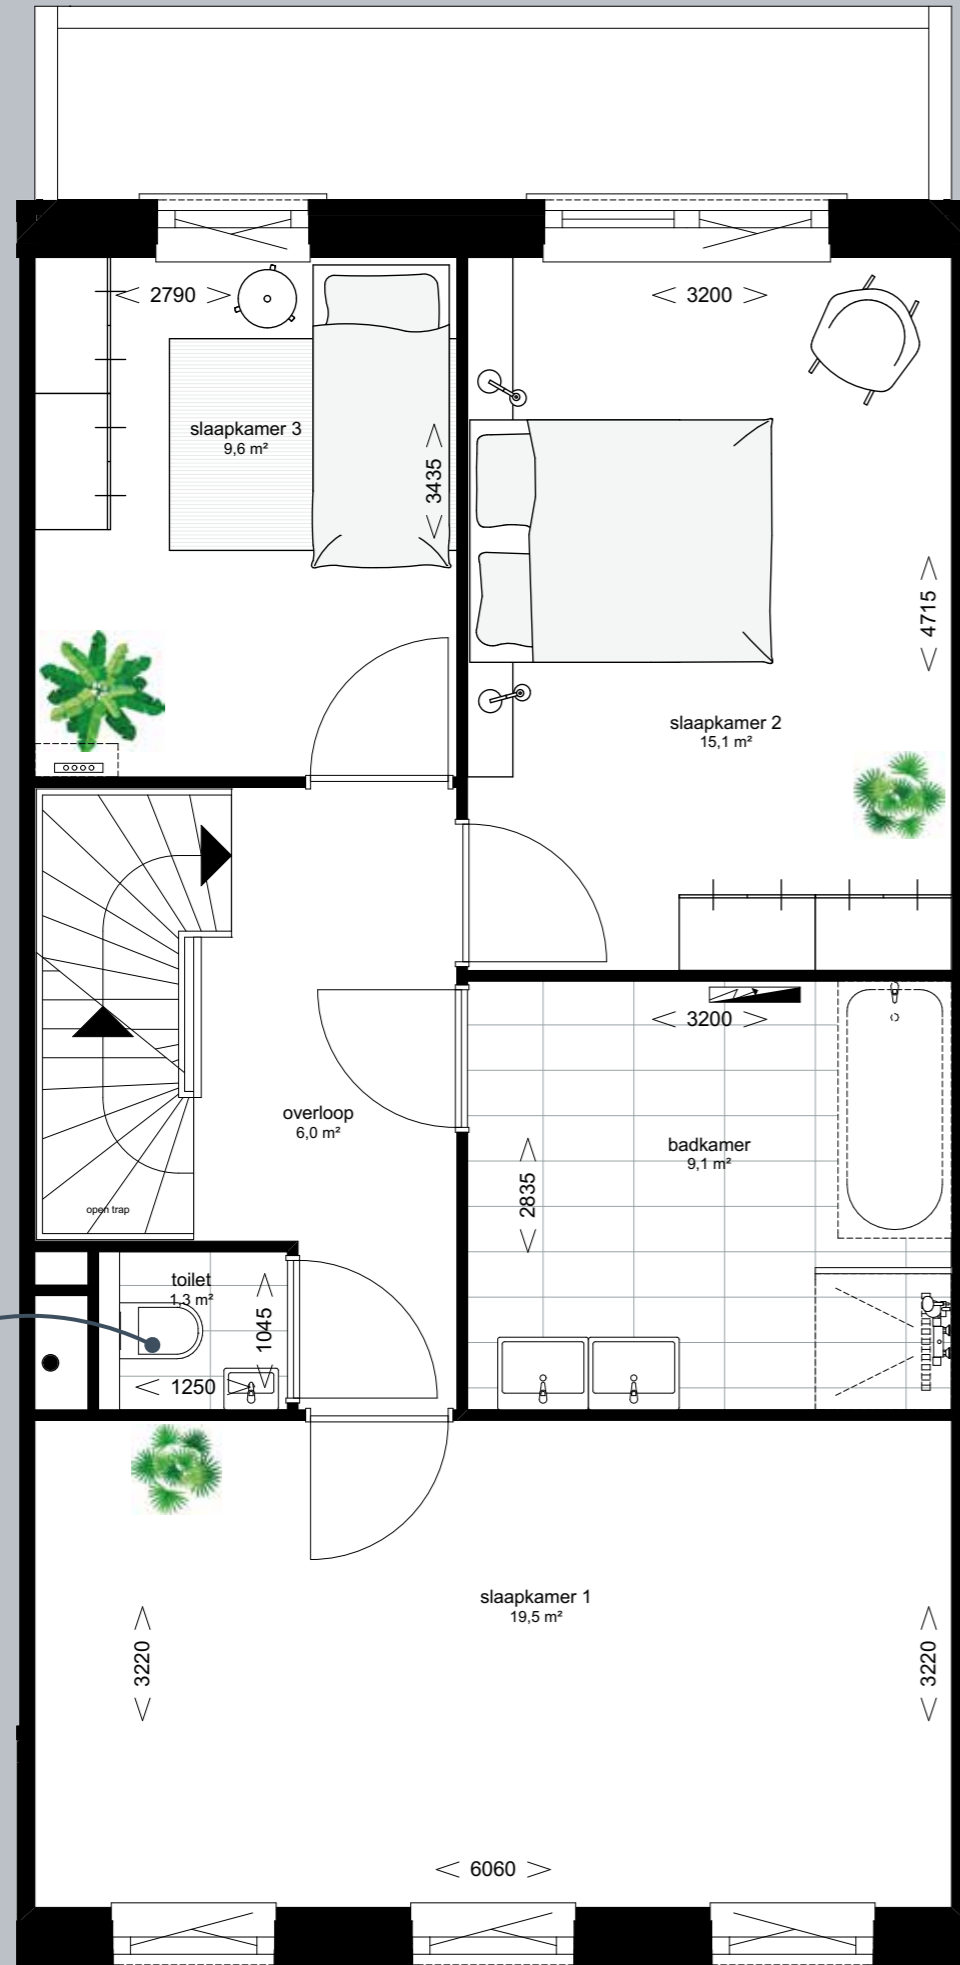 2790
3200
slaapkamer 3
9,6 m²
3435
4715
slaapkamer 2
15,1 m²
3200
overloop
6,0 m²
badkamer
9,1 m²
2835
open trap
toilet
1,3 m²
1045
1250
slaapkamer 1
19,5 m²
3220
3220
6060